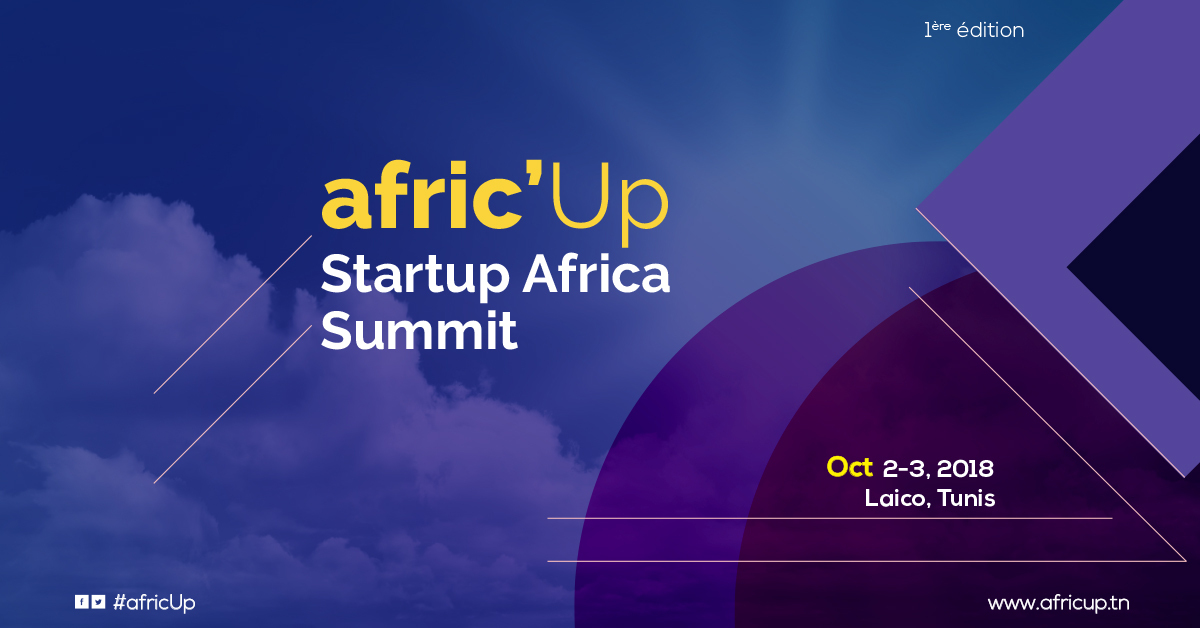 1ère édition
afric’Up
Startup Africa
Summit
Oct 2-3, 2018
Laico, Tunis
#africUp
www.africup.tn